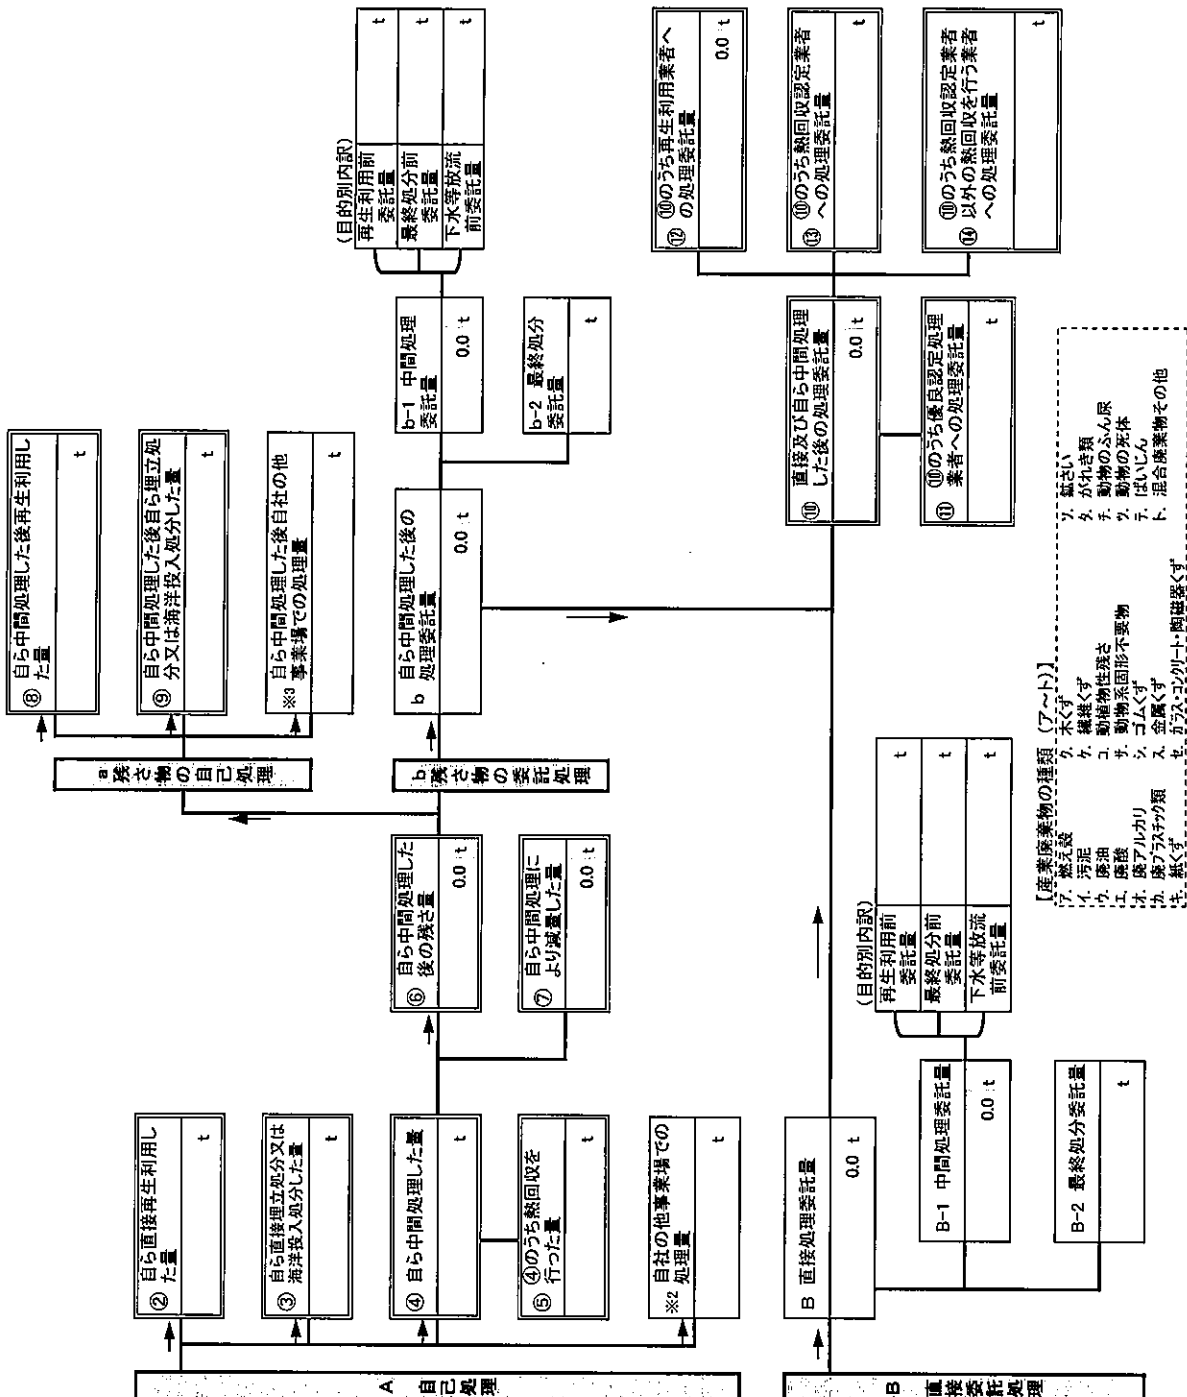 A 自己処理
② 自ら直接再生利用し
た量
t
③ 自ら直接埋立処分又は
海洋投入処分した量
t
④ 自ら中間処理した量
t
⑤ ④のうち熱回収を
行った量
t
※2 自社の他事業場での
処理量
t
⑥ 自ら中間処理した
後の残さ量
0.0 t
⑦ 自ら中間処理に
より減量した量
0.0 t
a 残さ物の自己処理
⑧ 自ら中間処理した後再生利用し
た量
t
⑨ 自ら中間処理した後自ら埋立処
分又は海洋投入処分した量
t
※3 自ら中間処理した後自社の他
事業場での処理量
t
b 残さ物の委託処理
b 自ら中間処理した後の
処理委託量
0.0 t
b-1 中間処理
委託量
0.0 t
b-2 最終処分
委託量
t
(目的別内訳)
再生利用前
委託量
t
最終処分前
委託量
t
下水等放流
前委託量
t
B 直接委託処理
B 直接処理委託量
0.0 t
B-1 中間処理委託量
0.0 t
B-2 最終処分委託量
t
(目的別内訳)
再生利用前
委託量
t
最終処分前
委託量
t
下水等放流
前委託量
t
⑩ 直接及び自ら中間処理
した後の処理委託量
0.0 t
⑪ ⑩のうち優良認定処理
業者への処理委託量
t
⑫ ⑩のうち再生利用業者へ
の処理委託量
0.0 t
⑬ ⑩のうち熱回収認定業者
への処理委託量
t
⑭ ⑩のうち熱回収認定業者
以外の熱回収を行う業者
への処理委託量
t
【産業廃棄物の種類 (ア～ト)】
ア. 燃え殻
イ. 汚泥
ウ. 廃油
エ. 廃酸
オ. 廃アルカリ
カ. 廃プラスチック類
キ. 紙くず
ク. 木くず
ケ. 繊維くず
コ. 動植物性残さ
サ. 動物系固形不要物
シ. ゴムくず
ス. 金属くず
セ. ガラス・コンクリート・陶磁器くず
ソ. 鉱さい
タ. がれき類
チ. 動物のふん尿
ツ. 動物の死体
テ. ばいじん
ト. 混合廃棄物その他